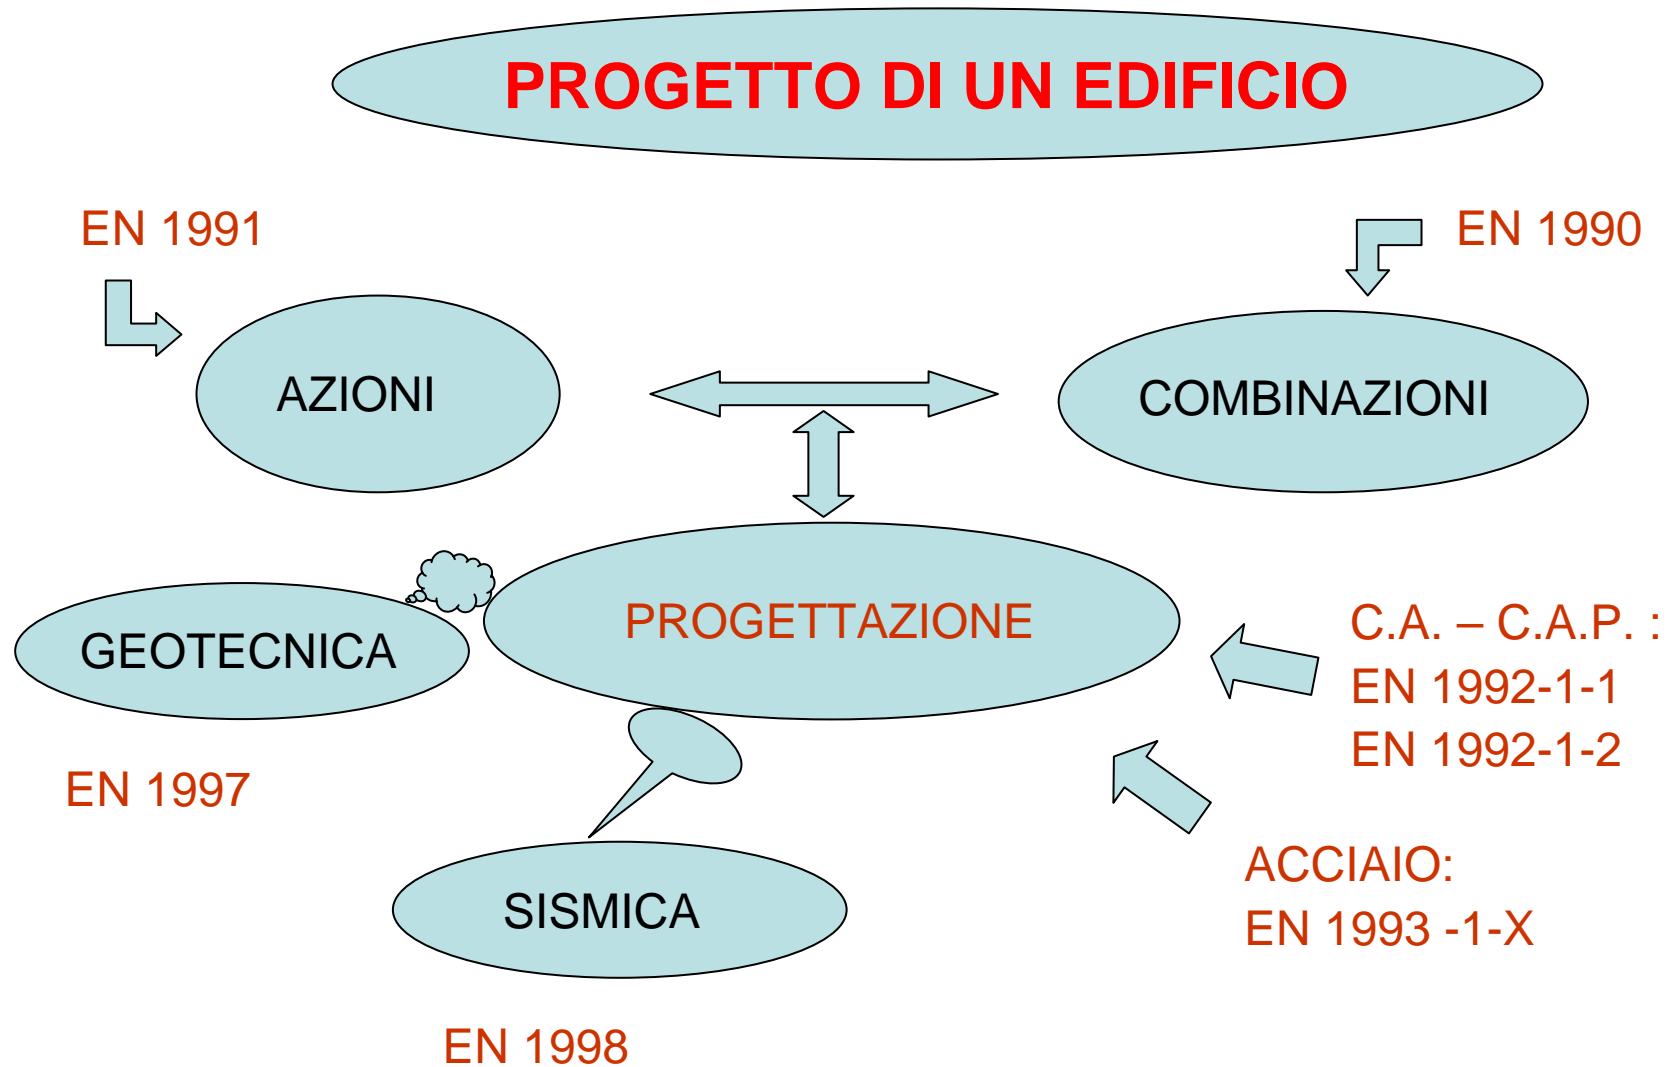 PROGETTO DI UN EDIFICIO
EN 1991
EN 1990
AZIONI
COMBINAZIONI
GEOTECNICA
PROGETTAZIONE
C.A. – C.A.P. :
EN 1992-1-1
EN 1992-1-2
EN 1997
SISMICA
ACCIAIO:
EN 1993 -1-X
EN 1998